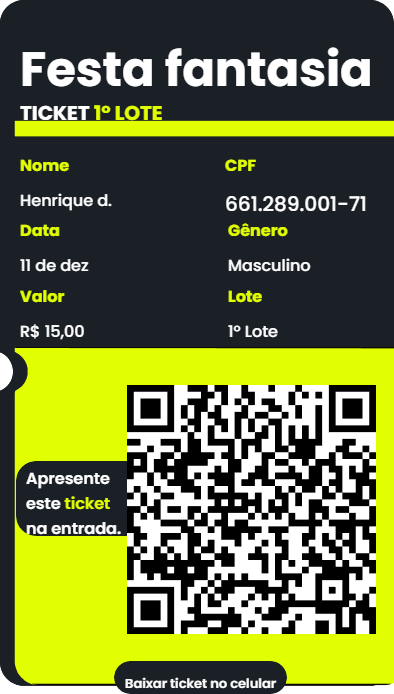 Festa fantasia
TICKET 1º LOTE
Nome CPF
Henrique d. 661.289.001-71
Data Gênero
11 de dez Masculino
Valor Lote
R$ 15,00 1º Lote
Apresente
este ticket
na entrada.
Baixar ticket no celular